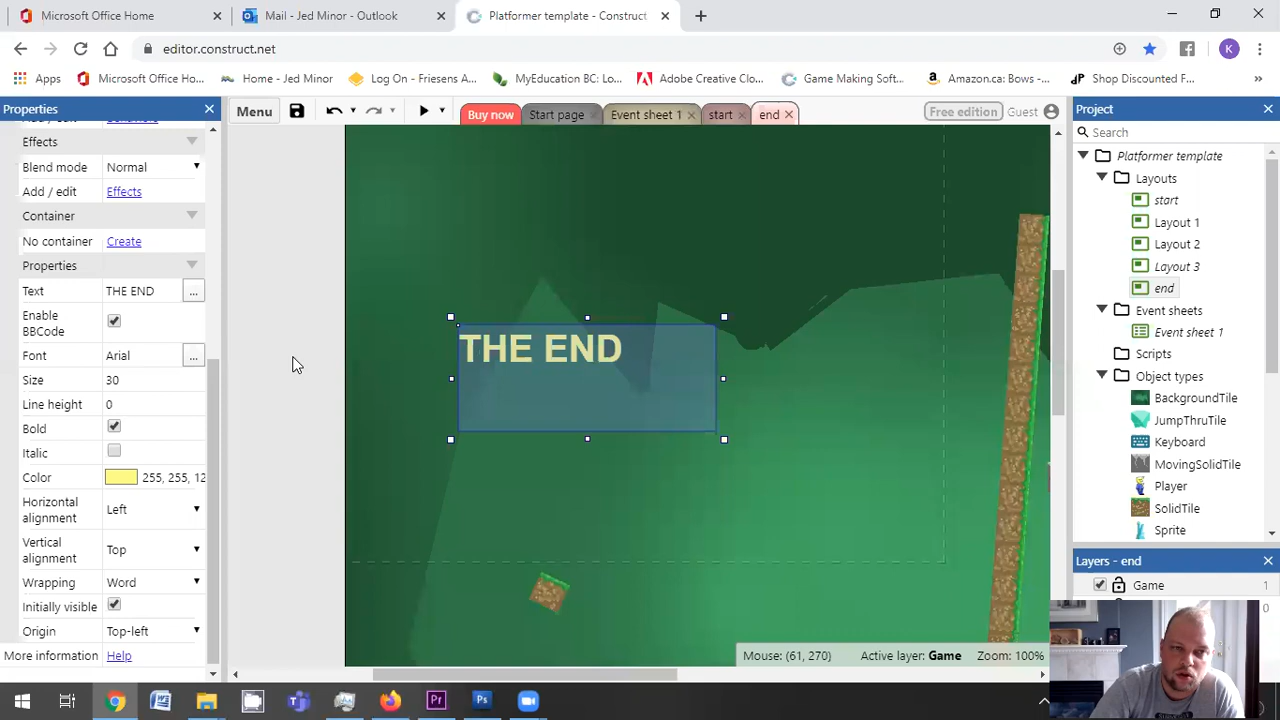 Microsoft Office Home
Mail - Jed Minor - Outlook
Platformer template - Construct
editor.construct.net
K
Apps
Microsoft Office Hom...
Home - Jed Minor
Log On - Friesens A...
MyEducation BC: Lo...
Adobe Creative Clo...
Game Making Soft...
Amazon.ca: Bows -...
Shop Discounted F...
»
Properties
Menu
Buy now
Start page
Event sheet 1
start
end
Free edition
Guest
Project
Search
Effects
Blend mode
Normal
Add / edit
Effects
Container
No container
Create
Properties
Text
THE END
...
Enable
BBCode
Font
Arial
...
Size
30
Line height
0
Bold
Italic
Color
255, 255, 12
Horizontal
alignment
Left
Vertical
alignment
Top
Wrapping
Word
Initially visible
Origin
Top-left
More information
Help
THE END
Mouse: (61, 270)
Active layer: Game
Zoom: 100%
Platformer template
Layouts
start
Layout 1
Layout 2
Layout 3
end
Event sheets
Event sheet 1
Scripts
Object types
BackgroundTile
JumpThruTile
Keyboard
MovingSolidTile
Player
SolidTile
Sprite
Layers - end
Game
0
W
Pr
Ps